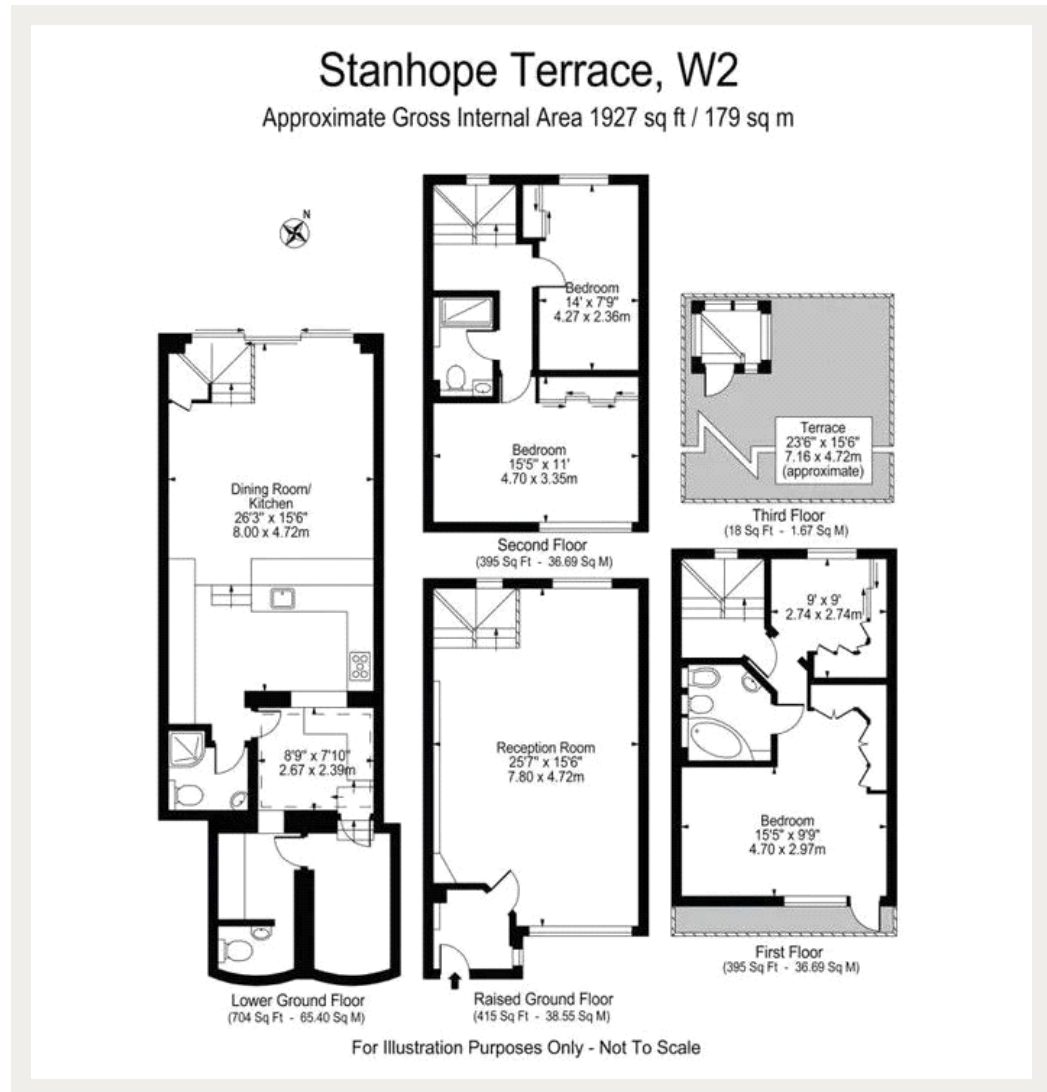 Stanhope Terrace, W2
Approximate Gross Internal Area 1927 sq ft / 179 sq m
N
Bedroom
14' x 7'9"
4.27 x 2.36m
Bedroom
15'5" x 11'
4.70 x 3.35m
Second Floor
(395 Sq Ft - 36.69 Sq M)
Terrace
23'6" x 15'6"
7.16 x 4.72m
(approximate)
Third Floor
(18 Sq Ft - 1.67 Sq M)
Dining Room/
Kitchen
26'3" x 15'6"
8.00 x 4.72m
8'9" x 7'10"
2.67 x 2.39m
Lower Ground Floor
(704 Sq Ft - 65.40 Sq M)
Reception Room
25'7" x 15'6"
7.80 x 4.72m
Raised Ground Floor
(415 Sq Ft - 38.55 Sq M)
9' x 9'
2.74 x 2.74m
Bedroom
15'5" x 9'9"
4.70 x 2.97m
First Floor
(395 Sq Ft - 36.69 Sq M)
For Illustration Purposes Only - Not To Scale